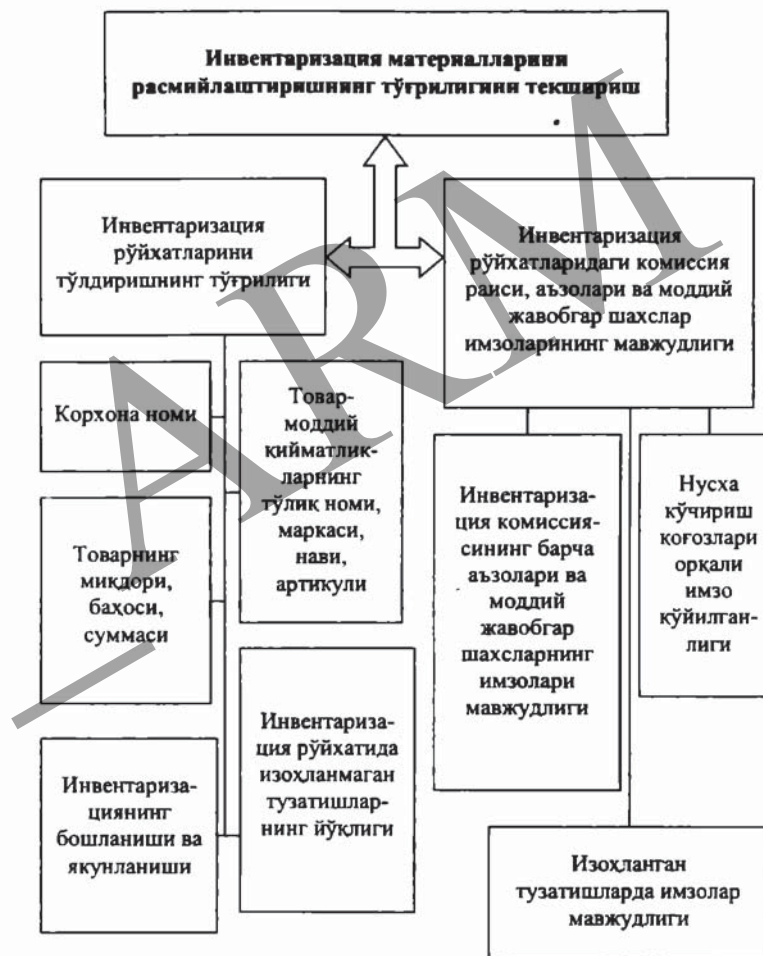 Инвентаризация материалларини
расмийлаштиришнинг тўғрилигини текшириш
Инвентаризация
рўйхатларини
тўлдиришнинг тўғрилиги
Инвентаризация
рўйхатларидаги комиссия
раиси, аъзолари ва моддий
жавобгар шахслар
имзоларининг мавжудлиги
Корхона номи
Товар-
моддий
қийматлик-
ларнинг
тўлиқ номи,
маркаси,
нави,
артикули
Товарнинг
миқдори,
баҳоси,
суммаси
Инвентариза-
ция рўйхатида
изоҳланмаган
тузатишлар-
нинг йўқлиги
Инвентариза-
циянинг
бошланиши ва
якунланиши
Инвентариза-
ция комиссия-
сининг барча
аъзолари ва
моддий
жавобгар
шахсларнинг
имзолари
мавжудлиги
Нусха
кўчириш
қоғозлари
орқали
имзо
қўйилган-
лиги
Изоҳланган
тузатишларда имзолар
мавжудлиги
_ARM